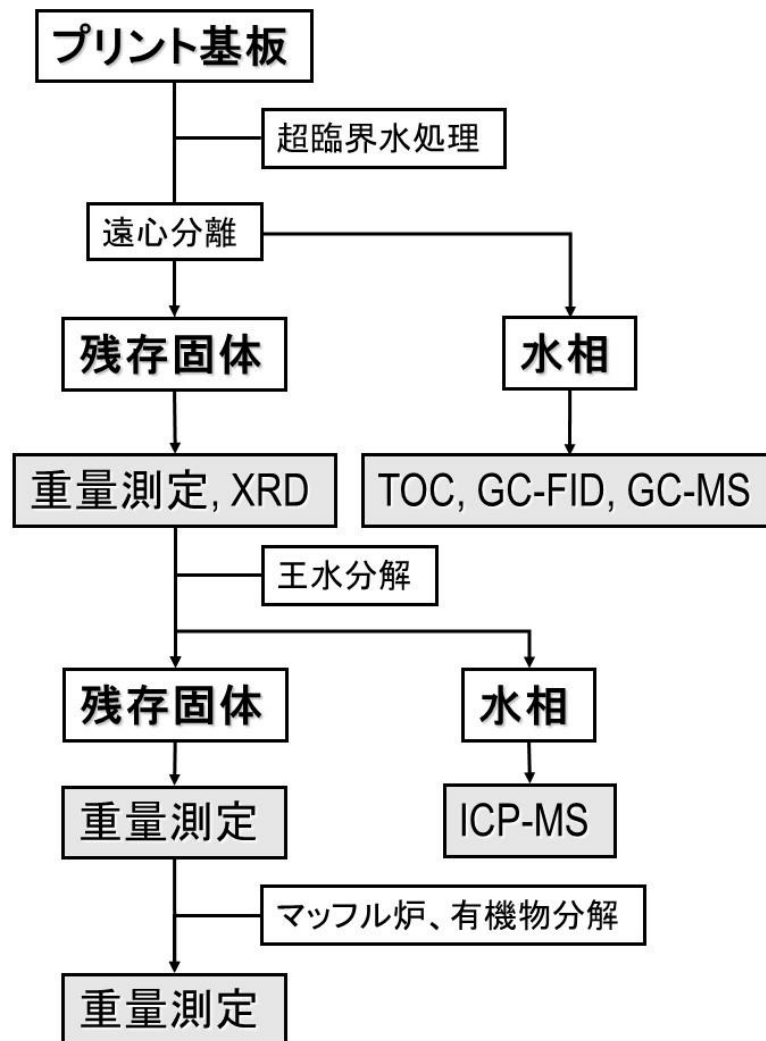 プリント基板
超臨界水処理
遠心分離
残存固体
水相
重量測定, XRD
TOC, GC-FID, GC-MS
王水分解
残存固体
水相
重量測定
ICP-MS
マッフル炉、有機物分解
重量測定